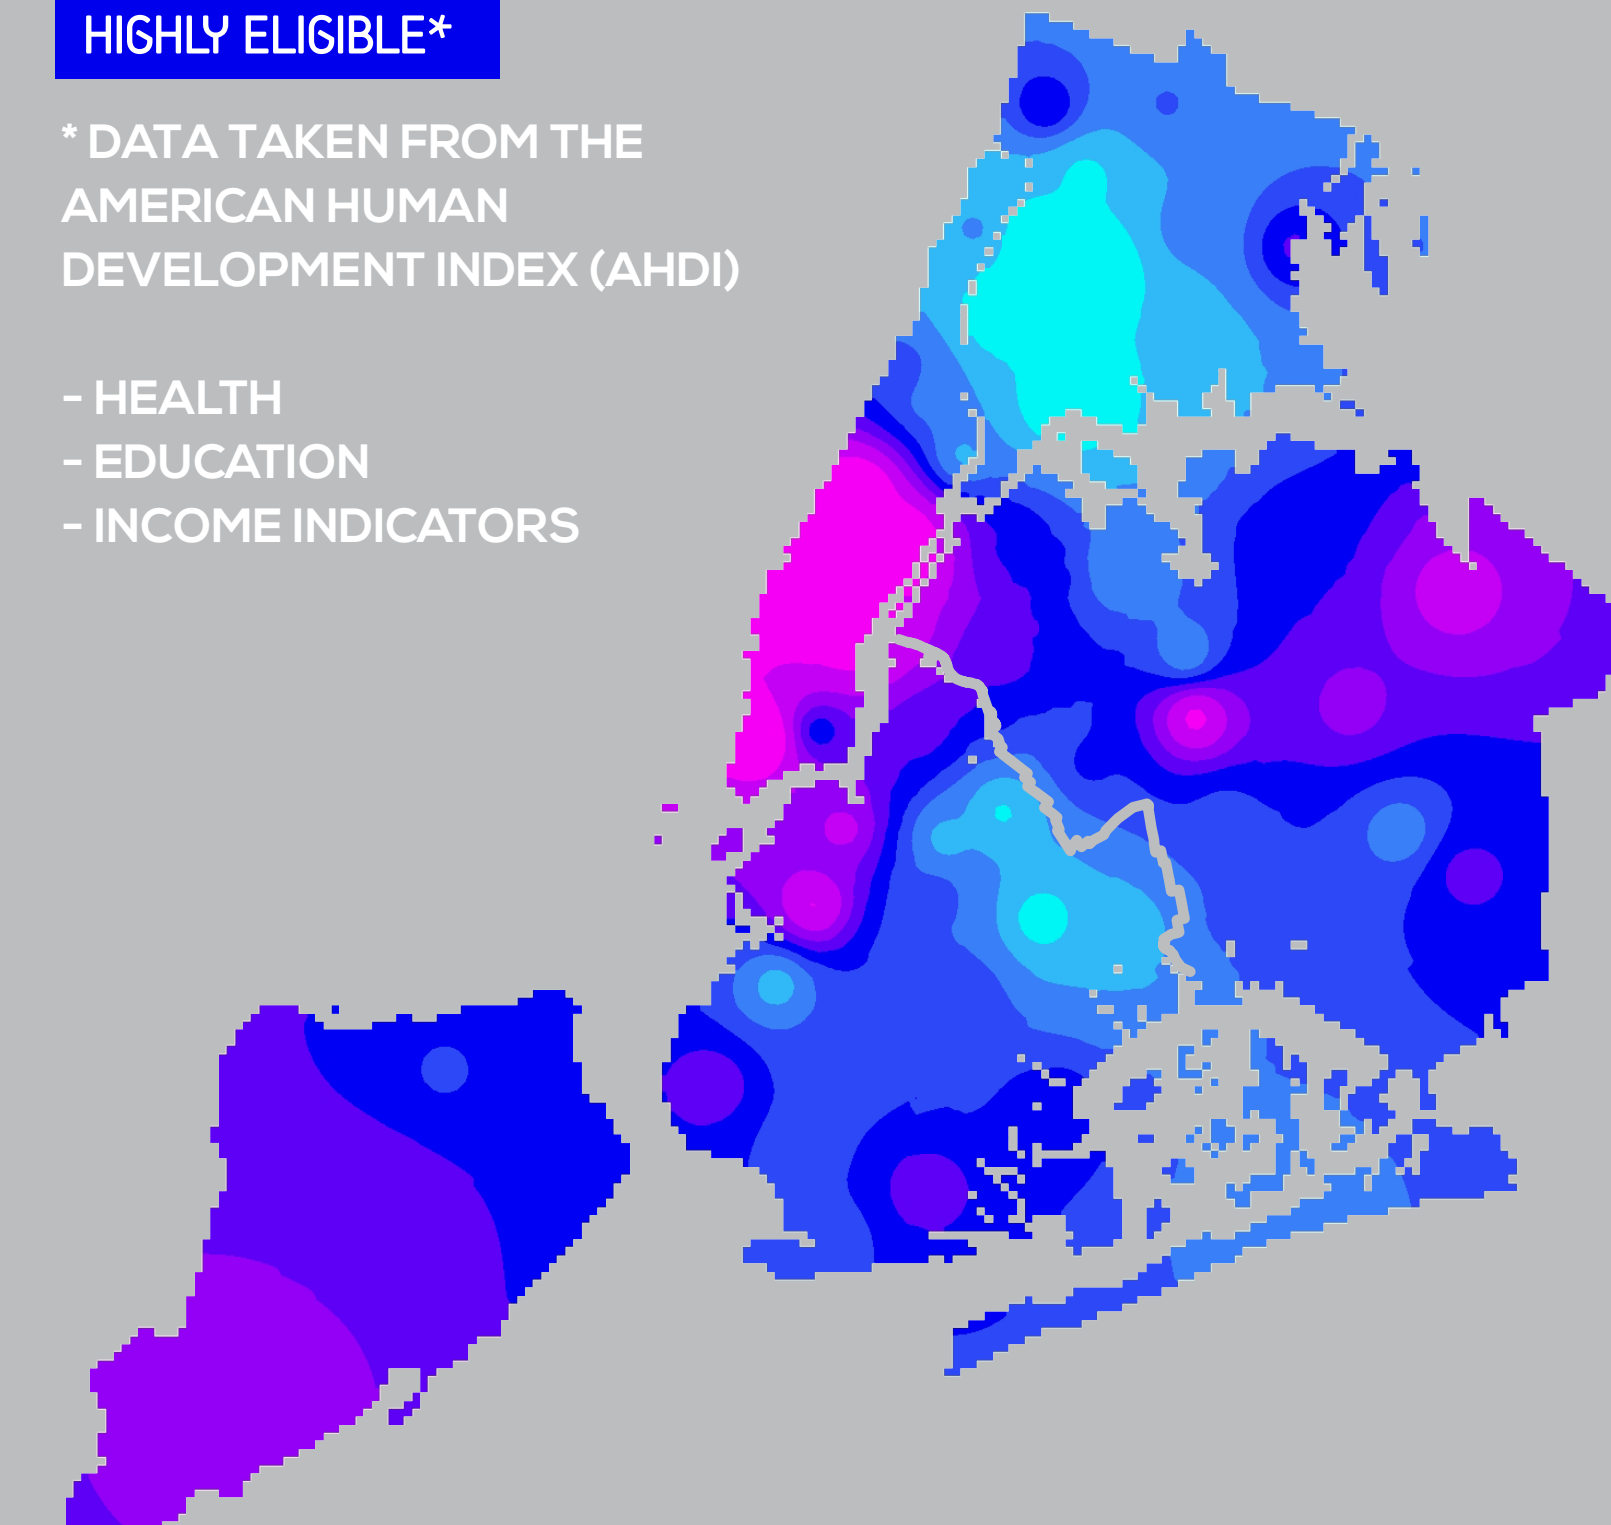 HIGHLY ELIGIBLE*
* DATA TAKEN FROM THE
AMERICAN HUMAN
DEVELOPMENT INDEX (AHDI)
- HEALTH
- EDUCATION
- INCOME INDICATORS